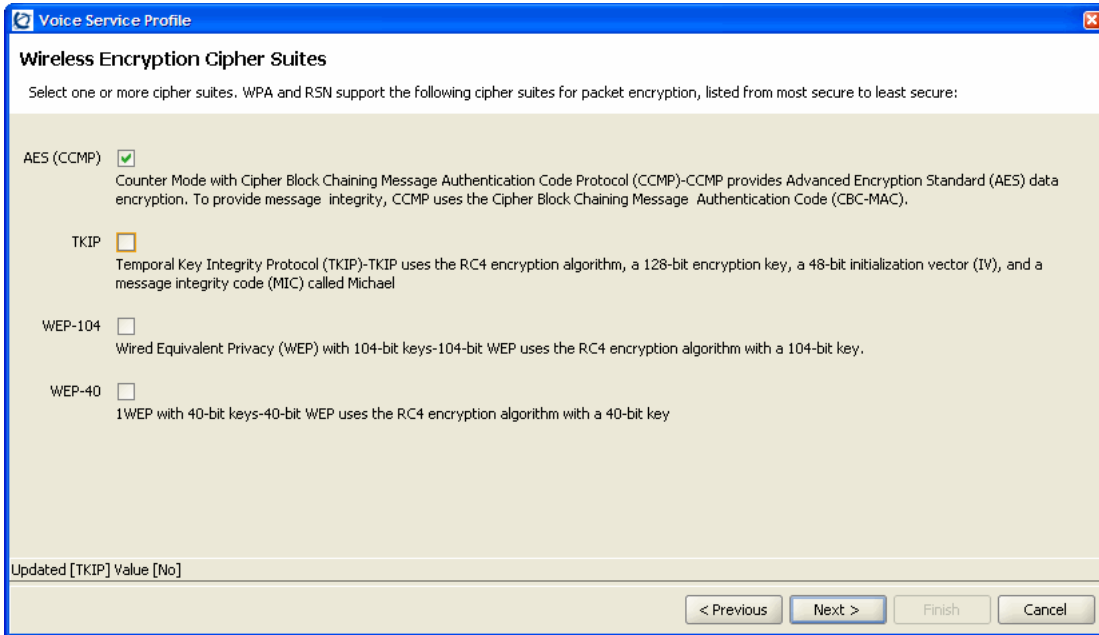 Voice Service Profile
Wireless Encryption Cipher Suites
Select one or more cipher suites. WPA and RSN support the following cipher suites for packet encryption, listed from most secure to least secure:
AES (CCMP)
Counter Mode with Cipher Block Chaining Message Authentication Code Protocol (CCMP)-CCMP provides Advanced Encryption Standard (AES) data
encryption. To provide message integrity, CCMP uses the Cipher Block Chaining Message Authentication Code (CBC-MAC).
TKIP
Temporal Key Integrity Protocol (TKIP)-TKIP uses the RC4 encryption algorithm, a 128-bit encryption key, a 48-bit initialization vector (IV), and a
message integrity code (MIC) called Michael
WEP-104
Wired Equivalent Privacy (WEP) with 104-bit keys-104-bit WEP uses the RC4 encryption algorithm with a 104-bit key.
WEP-40
1WEP with 40-bit keys-40-bit WEP uses the RC4 encryption algorithm with a 40-bit key
Updated [TKIP] Value [No]
< Previous Next > Finish Cancel